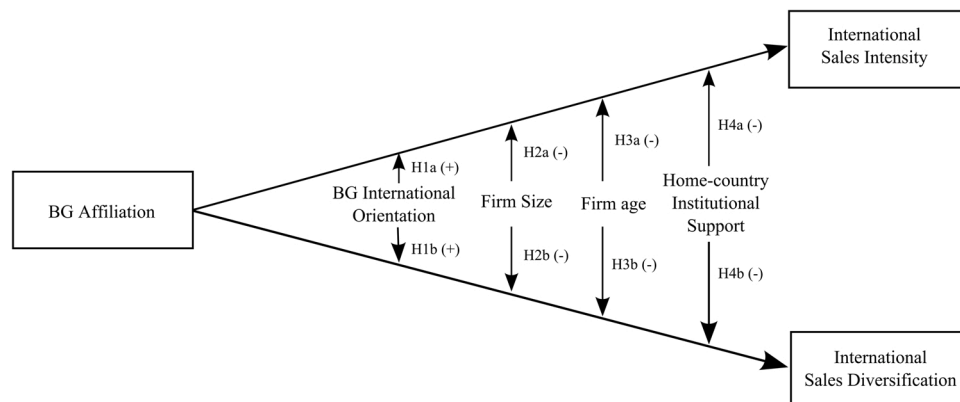 International
Sales Intensity
H1a (+)
H2a (-)
H3a (-)
H4a (-)
BG Affiliation
BG International
Orientation
Firm Size
Firm age
Home-country
Institutional
Support
H1b (+)
H2b (-)
H3b (-)
H4b (-)
International
Sales Diversification